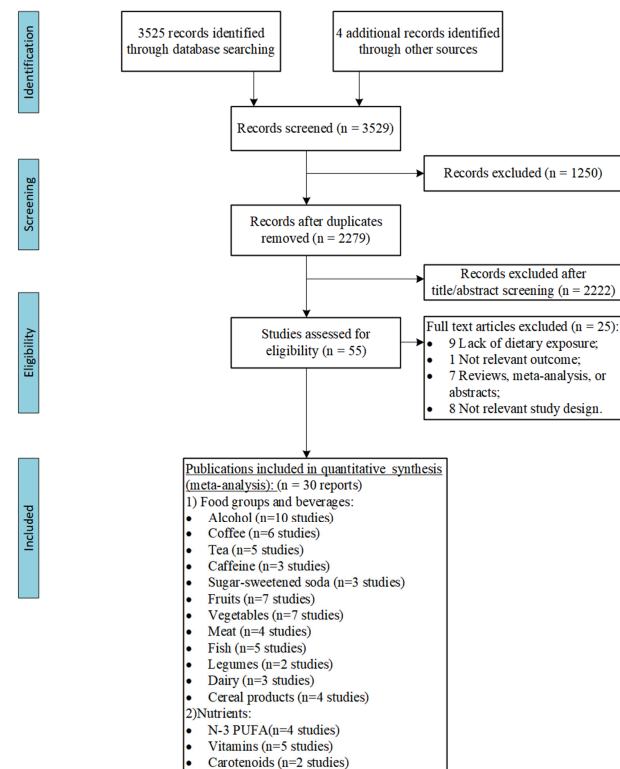 Identification
3525 records identified
through database searching
4 additional records identified
through other sources
Records screened (n = 3529)
Screening
Records excluded (n = 1250)
Records after duplicates
removed (n = 2279)
Records excluded after
title/abstract screening (n = 2222)
Eligibility
Studies assessed for
eligibility (n = 55)
Full text articles excluded (n = 25):
• 9 Lack of dietary exposure;
• 1 Not relevant outcome;
• 7 Reviews, meta-analysis, or
abstracts;
• 8 Not relevant study design.
Included
Publications included in quantitative synthesis
(meta-analysis): (n = 30 reports)
1) Food groups and beverages:
• Alcohol (n=10 studies)
• Coffee (n=6 studies)
• Tea (n=5 studies)
• Caffeine (n=3 studies)
• Sugar-sweetened soda (n=3 studies)
• Fruits (n=7 studies)
• Vegetables (n=7 studies)
• Meat (n=4 studies)
• Fish (n=5 studies)
• Legumes (n=2 studies)
• Dairy (n=3 studies)
• Cereal products (n=4 studies)
2)Nutrients:
• N-3 PUFA(n=4 studies)
• Vitamins (n=5 studies)
• Carotenoids (n=2 studies)